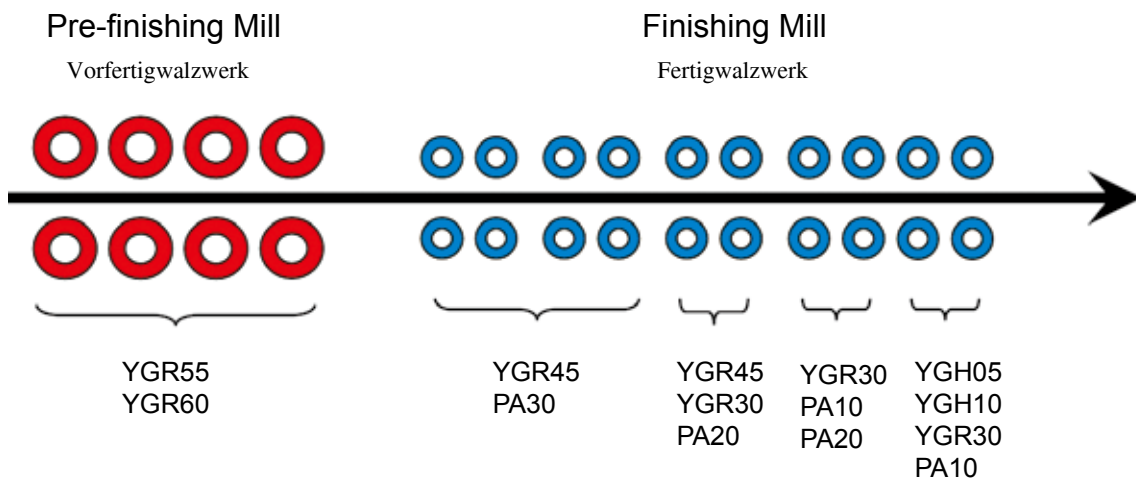 Pre-finishing Mill
Vorfertigwalzwerk
Finishing Mill
Fertigwalzwerk
YGR55
YGR60
YGR45
PA30
YGR45
YGR30
PA20
YGR30
PA10
PA20
YGH05
YGH10
YGR30
PA10